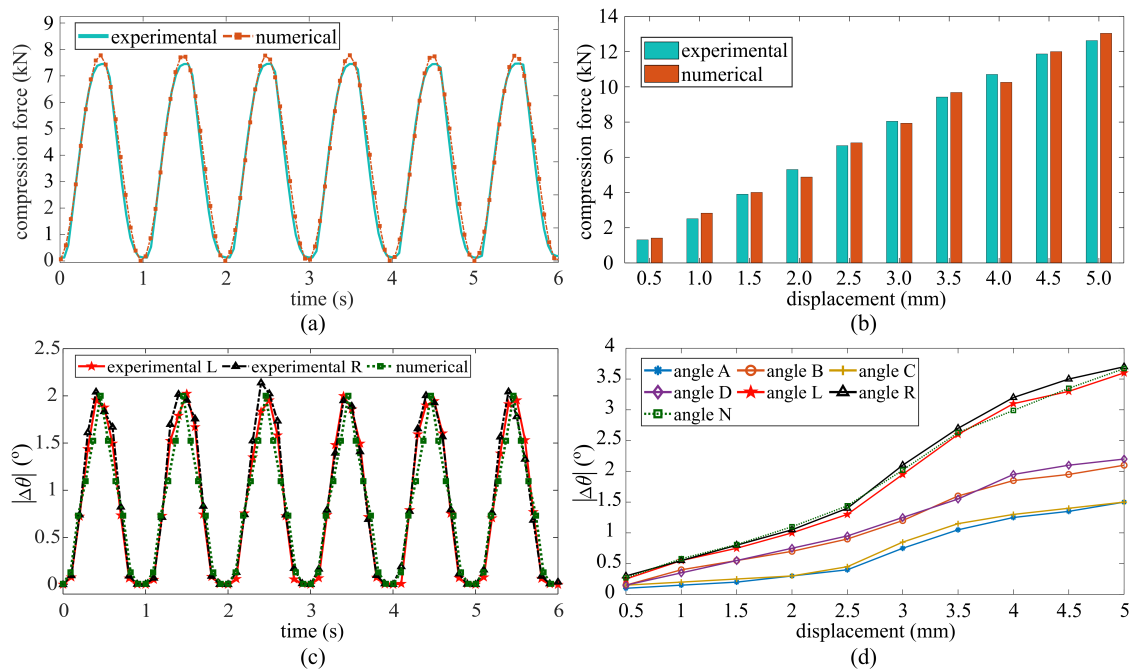 experimental numerical
compression force (kN)
9
8
7
6
5
4
3
2
1
0
0 1 2 3 4 5 6
time (s)
(a)
experimental
numerical
compression force (kN)
14
12
10
8
6
4
2
0
0.5 1.0 1.5 2.0 2.5 3.0 3.5 4.0 4.5 5.0
displacement (mm)
(b)
experimental L experimental R numerical
|Δθ| (º)
2.5
2
1.5
1
0.5
0
0 1 2 3 4 5 6
time (s)
(c)
angle A angle B angle C
angle D angle L angle R
angle N
|Δθ| (º)
4
3.5
3
2.5
2
1.5
1
0.5
0
0.5 1 1.5 2 2.5 3 3.5 4 4.5 5
displacement (mm)
(d)